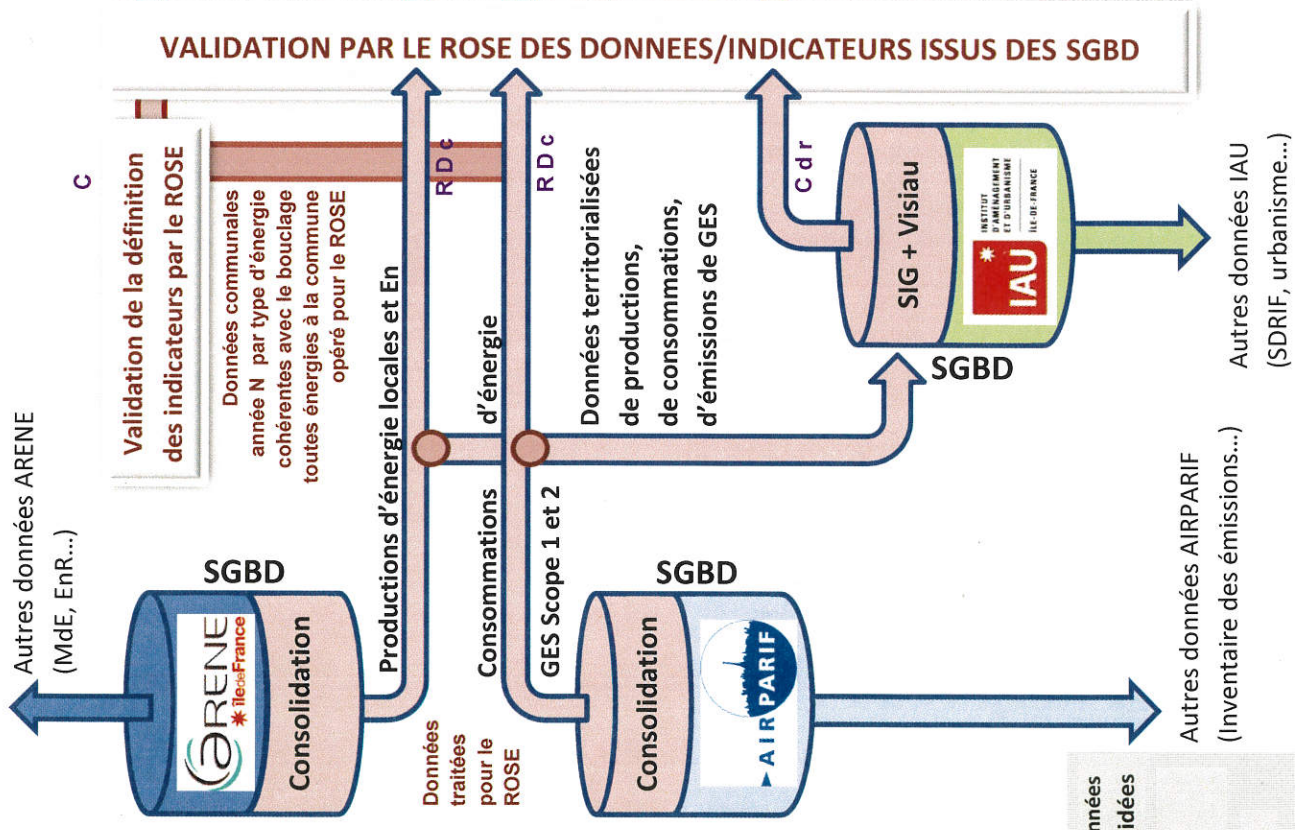 Autres données ARENE
(MdE, EnR...)
C
Validation de la définition
des indicateurs par le ROSE
Données communales
année N par type d'énergie
cohérentes avec le bouclage
toutes énergies à la commune
opéré pour le ROSE
VALIDATION PAR LE ROSE DES DONNEES/INDICATEURS ISSUS DES SGBD
SGBD
ARENE
îledeFrance
Consolidation
Productions d'énergie locales et En
R D c
Données
traitées
pour le
ROSE
Consommations d'énergie
GES Scope 1 et 2
R D c
SGBD
Consolidation
AIRPARIF
Données territorialisées
de productions,
de consommations,
d'émissions de GES
C d r
SGBD
SIG + Visiau
IAU
INSTITUT
D'AMÉNAGEMENT
ET D'URBANISME
ÎLE-DE-FRANCE
Autres données AIRPARIF
(Inventaire des émissions...)
Autres données IAU
(SDRIF, urbanisme...)
nnées
idées